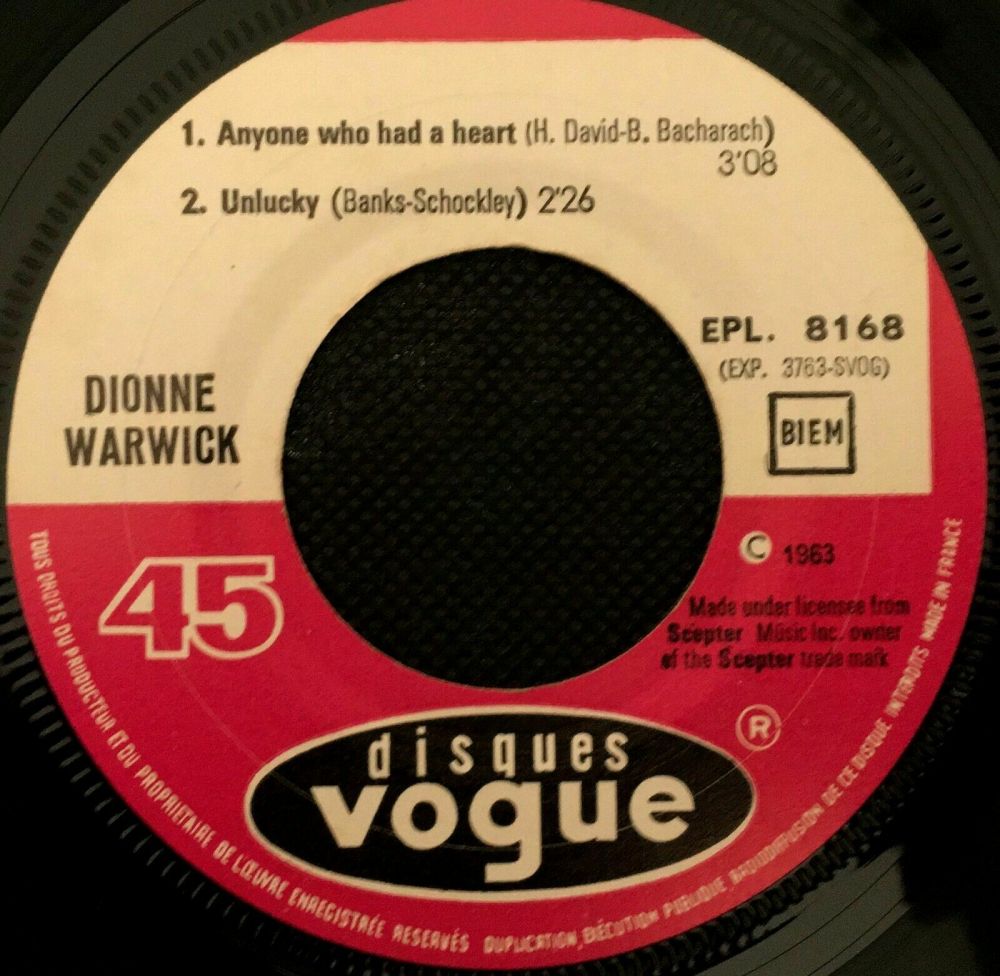 1. Anyone who had a heart (H. David-B. Bacharach)
3'08
2. Unlucky (Banks-Schockley) 2'26
EPL. 8168
(EXP. 3763-SVOG)
BIEM
DIONNE
WARWICK
45
© 1963
Made under licensee from
Scepter Music Inc. owner
of the Scepter trade mark
disques
vogue
®
TOUS DROITS DU PRODUCTEUR ET DU PROPRIETAIRE DE L'ŒUVRE ENREGISTRÉE RESERVÉS DUPLICATION, EXÉCUTION PUBLIQUE, RADIODIFFUSION DE CE DISQUE INTERDITS MADE IN FRANCE